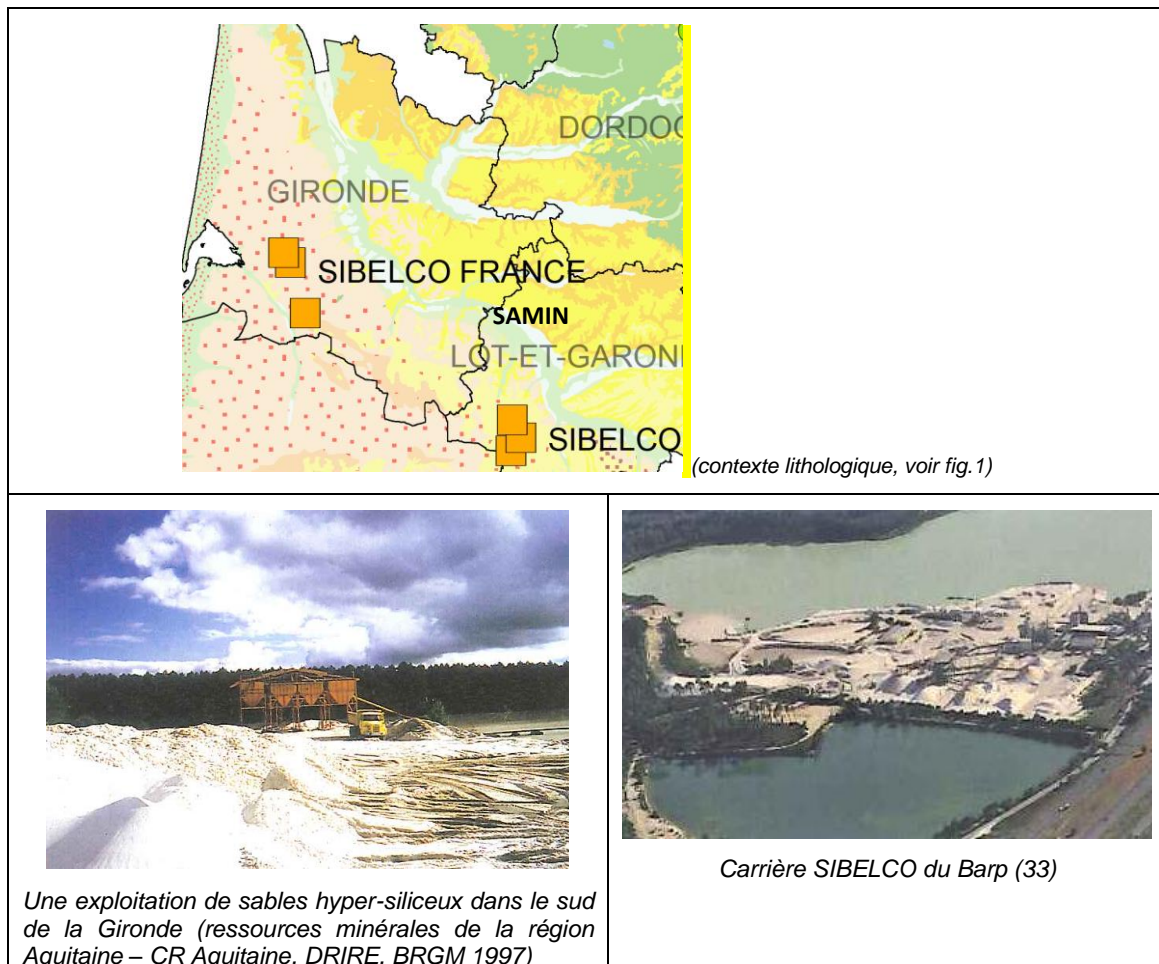 DORDOG
GIRONDE
SIBELCO FRANCE
SAMIN
LOT-ET-GARON
SIBELCO
(contexte lithologique, voir fig.1)
Une exploitation de sables hyper-siliceux dans le sud
de la Gironde (ressources minérales de la région
Aquitaine – CR Aquitaine, DRIRE, BRGM 1997)
Carrière SIBELCO du Barp (33)